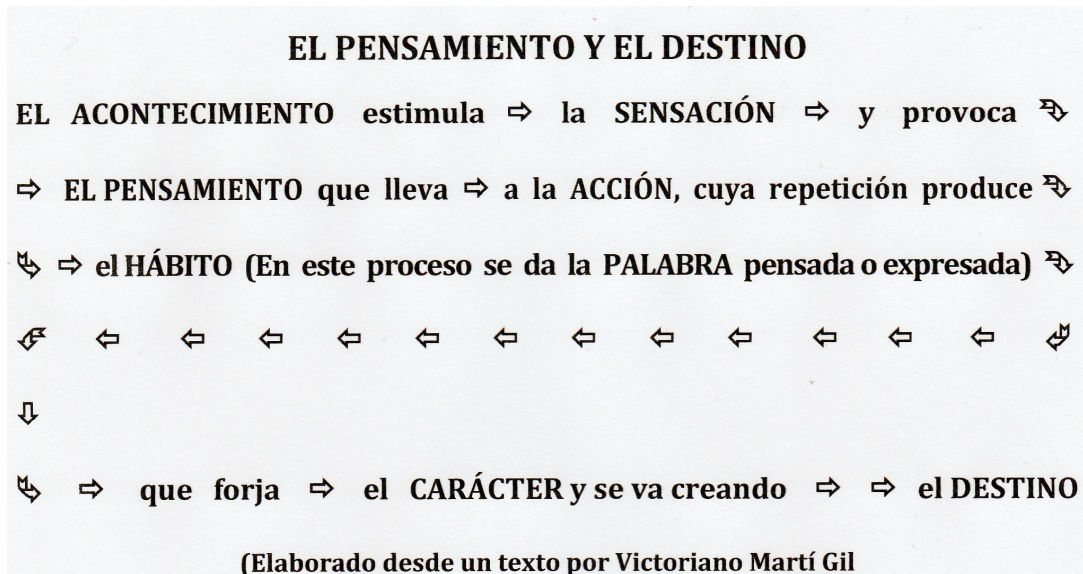 EL PENSAMIENTO Y EL DESTINO
EL ACONTECIMIENTO estimula ⇨ la SENSACIÓN ⇨ y provoca
⇨ EL PENSAMIENTO que lleva ⇨ a la ACCIÓN, cuya repetición produce
⇨ el HÁBITO (En este proceso se da la PALABRA pensada o expresada)
que forja ⇨ el CARÁCTER y se va creando ⇨ ⇨ el DESTINO
(Elaborado desde un texto por Victoriano Martí Gil